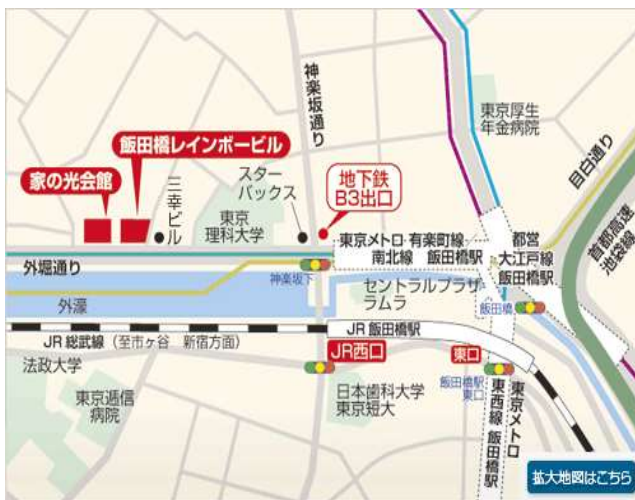 神楽坂通り
東京厚生
年金病院
目白通り
飯田橋レインボービル
家の光会館
三幸ビル
スター
バックス
地下鉄
B3出口
東京
理科大学
首都高速
池袋線
東京メトロ 有楽町線
南北線 飯田橋駅
都営
大江戸線
飯田橋駅
外堀通り
神楽坂下
セントラルプラザ
ラムラ
飯田橋
外濠
JR 飯田橋駅
JR 総武線（至市ヶ谷 新宿方面）
JR西口
東口
法政大学
東京逓信
病院
日本歯科大学
東京短大
飯田橋駅
東口
東京メトロ
東西線 飯田橋駅
拡大地図はこちら